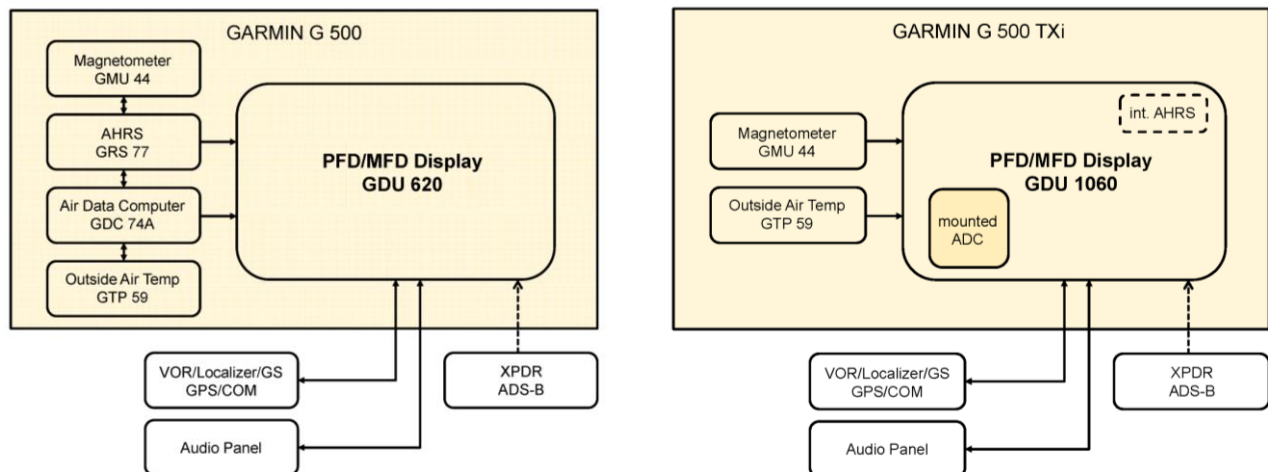 GARMIN G 500
Magnetometer
GMU 44
AHRS
GRS 77
Air Data Computer
GDC 74A
Outside Air Temp
GTP 59
PFD/MFD Display
GDU 620
VOR/Localizer/GS
GPS/COM
XPDR
ADS-B
Audio Panel
GARMIN G 500 TXi
Magnetometer
GMU 44
Outside Air Temp
GTP 59
int. AHRS
PFD/MFD Display
GDU 1060
mounted
ADC
VOR/Localizer/GS
GPS/COM
XPDR
ADS-B
Audio Panel